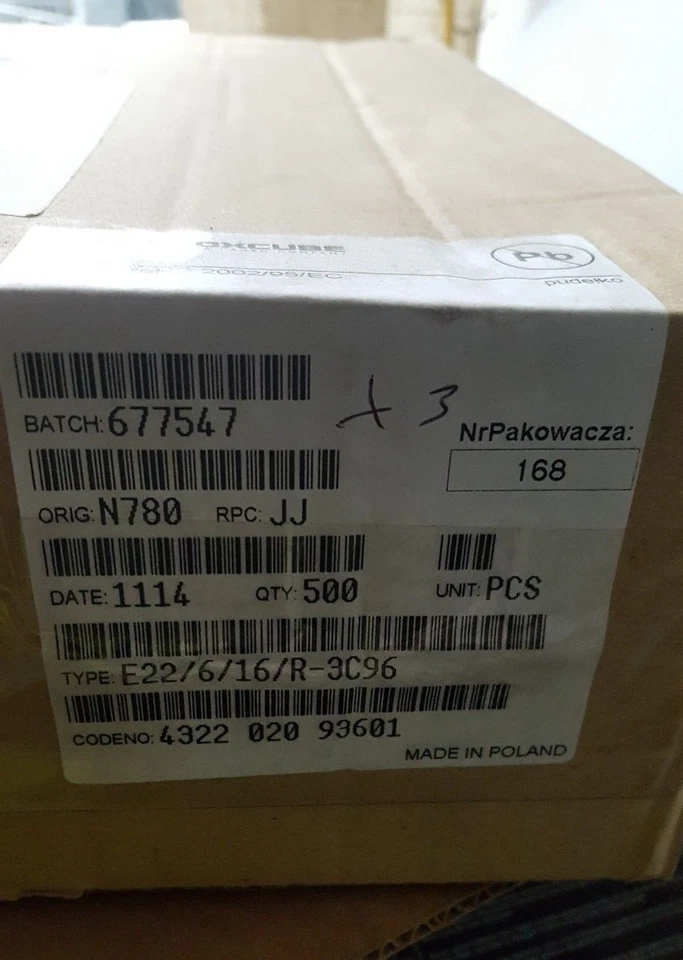 2002/95/EC
Pb
pudełko
BATCH: 677547
x 3
NrPakowacza:
168
ORIG: N780 RPC: JJ
DATE: 1114 QTY: 500 UNIT: PCS
TYPE: E22/6/16/R-3C96
CODENO: 4322 020 93601
MADE IN POLAND